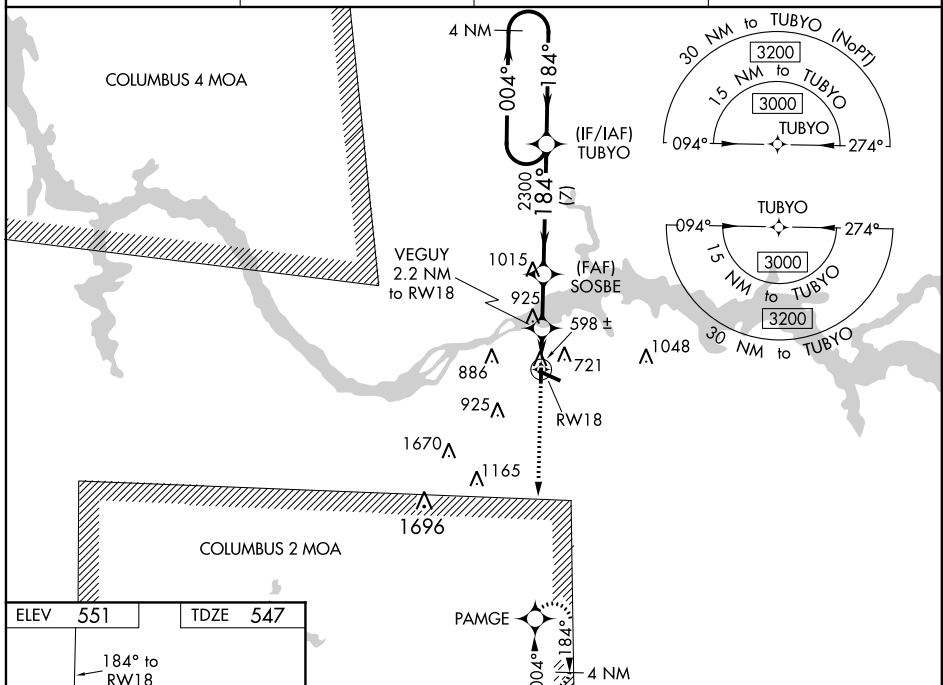 4 NM
004°
184°
COLUMBUS 4 MOA
(IF/IAF)
TUBYO
2300
184°
(7)
30 NM to TUBYO (NoPT)
3200
15 NM to TUBYO
3000
TUBYO
094°
274°
TUBYO
094°
274°
3000
15 NM to TUBYO
3200
30 NM to TUBYO
VEGUY
2.2 NM
to RW18
1015
(FAF)
SOSBE
925
598 ±
886
721
1048
925
RW18
1670
1165
1696
COLUMBUS 2 MOA
ELEV 551
TDZE 547
184° to
RW18
PAMGE
184°
004°
4 NM